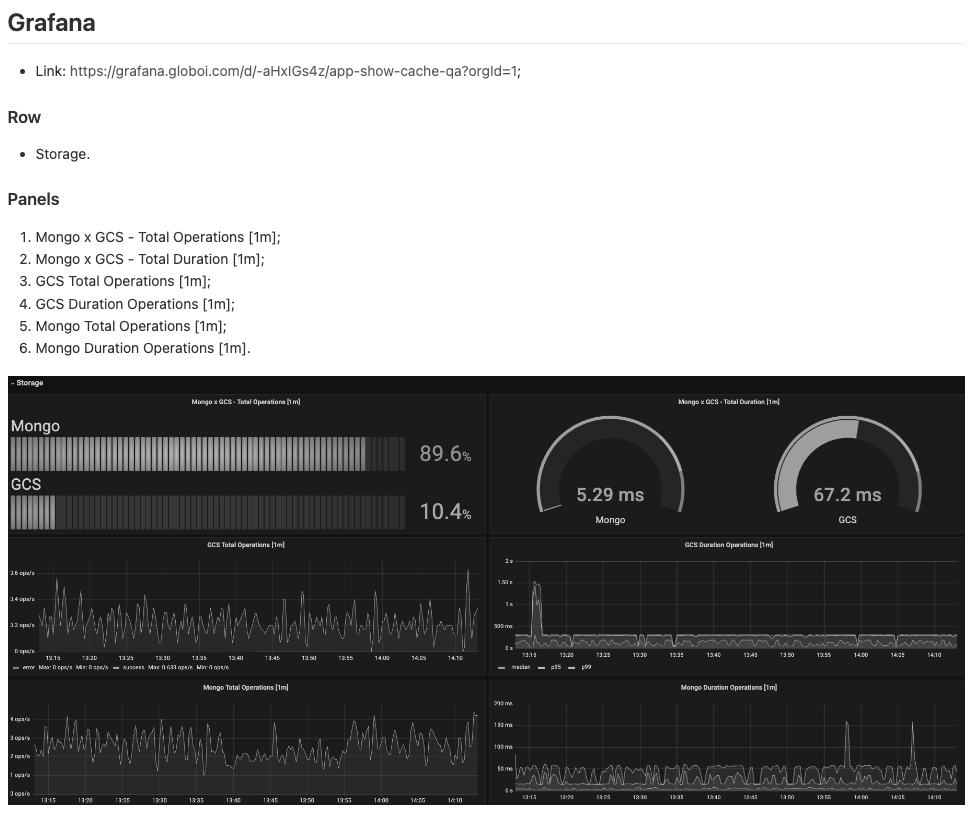 Grafana
Link: https://grafana.globoi.com/d/-aHxIGs4z/app-show-cache-qa?orgId=1;
Row
Storage.
Panels
1. Mongo x GCS - Total Operations [1m];
2. Mongo x GCS - Total Duration [1m];
3. GCS Total Operations [1m];
4. GCS Duration Operations [1m];
5. Mongo Total Operations [1m];
6. Mongo Duration Operations [1m].
Storage
Mongo x GCS - Total Operations [1m]
Mongo
89.6%
GCS
10.4%
Mongo x GCS - Total Duration [1m]
5.29 ms
Mongo
67.2 ms
GCS
GCS Total Operations [1m]
0.6 ops/s
0.4 ops/s
0.2 ops/s
0 ops/s
13:15 13:20 13:25 13:30 13:35 13:40 13:45 13:50 13:55 14:00 14:05 14:10
error Max: 0 ops/s Min: 0 ops/s success Max: 0.633 ops/s Min: 0 ops/s
GCS Duration Operations [1m]
2 s
1.50 s
1 s
500 ms
0 s
13:15 13:20 13:25 13:30 13:35 13:40 13:45 13:50 13:55 14:00 14:05 14:10
median p95 p99
Mongo Total Operations [1m]
4 ops/s
3 ops/s
2 ops/s
1 ops/s
0 ops/s
13:15 13:20 13:25 13:30 13:35 13:40 13:45 13:50 13:55 14:00 14:05 14:10
Mongo Duration Operations [1m]
200 ms
150 ms
100 ms
50 ms
0 s
13:15 13:20 13:25 13:30 13:35 13:40 13:45 13:50 13:55 14:00 14:05 14:10